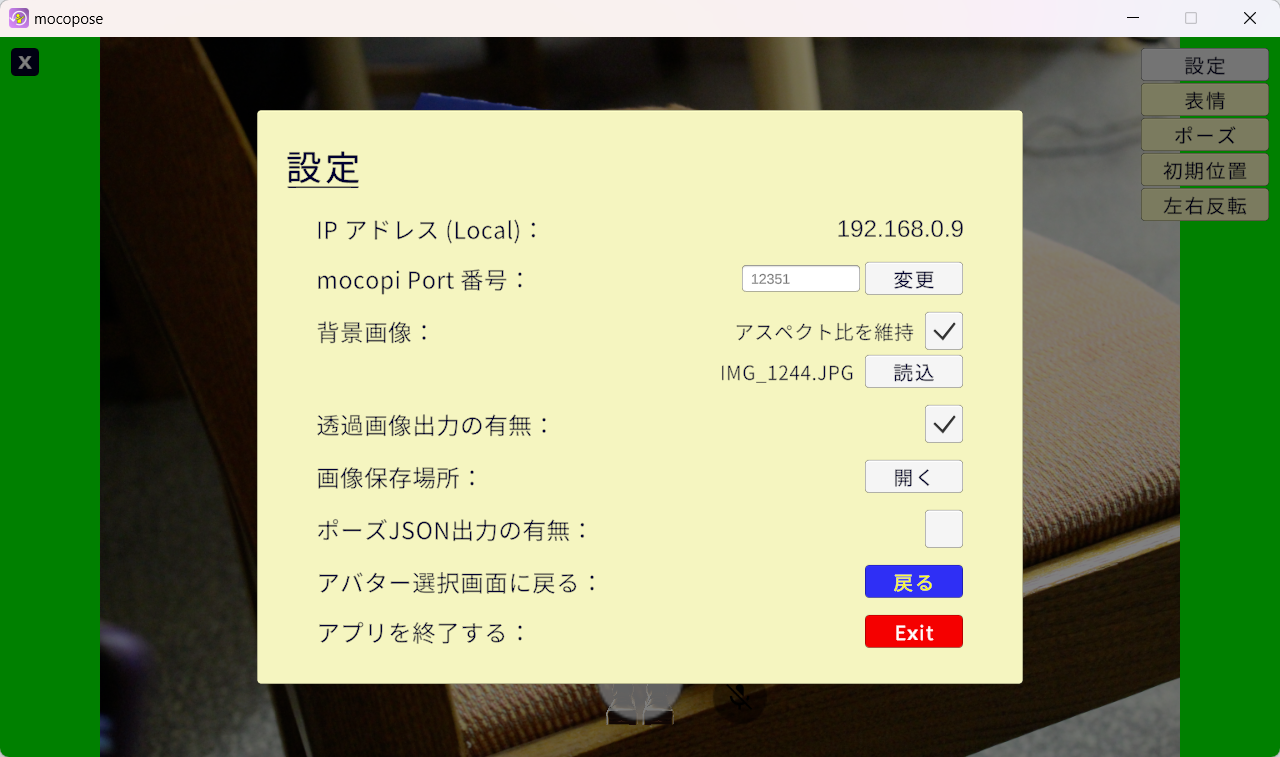 mocopose
X
設定
表情
ポーズ
初期位置
左右反転
設定
IP アドレス (Local)： 192.168.0.9
mocopi Port 番号： 12351 変更
背景画像： アスペクト比を維持
IMG_1244.JPG 読込
透過画像出力の有無：
画像保存場所： 開く
ポーズJSON出力の有無：
アバター選択画面に戻る： 戻る
アプリを終了する： Exit